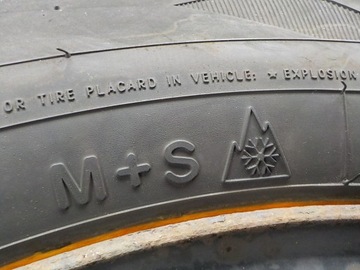 OR TIRE PLACARD IN VEHICLE: ★ EXPLOSION
M+S